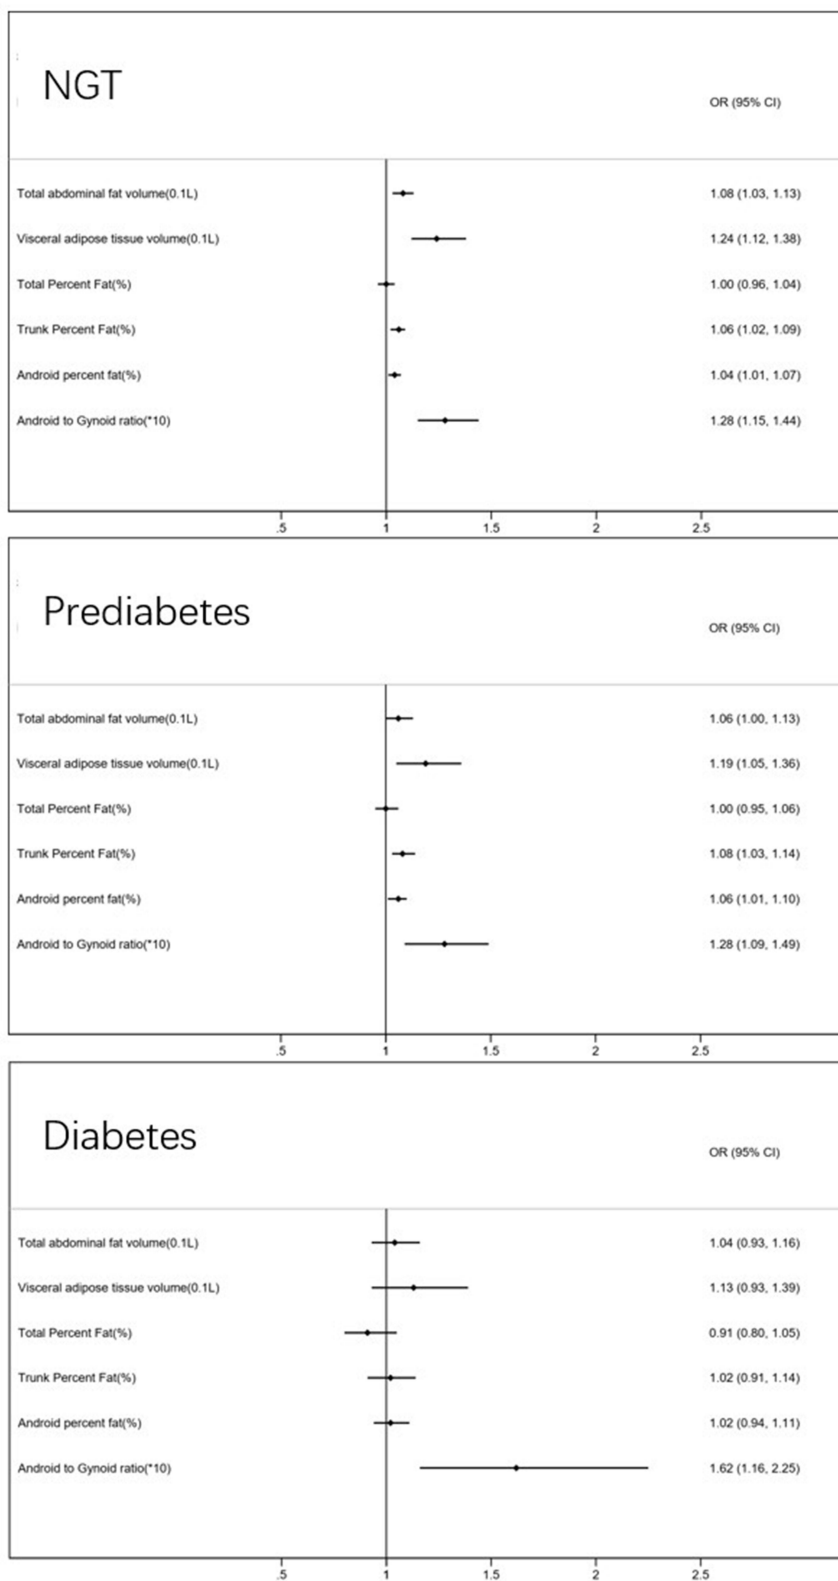 NGT
OR (95% CI)
Total abdominal fat volume(0.1L) 1.08 (1.03, 1.13)
Visceral adipose tissue volume(0.1L) 1.24 (1.12, 1.38)
Total Percent Fat(%) 1.00 (0.96, 1.04)
Trunk Percent Fat(%) 1.06 (1.02, 1.09)
Android percent fat(%) 1.04 (1.01, 1.07)
Android to Gynoid ratio(*10) 1.28 (1.15, 1.44)
.5 1 1.5 2 2.5
Prediabetes
OR (95% CI)
Total abdominal fat volume(0.1L) 1.06 (1.00, 1.13)
Visceral adipose tissue volume(0.1L) 1.19 (1.05, 1.36)
Total Percent Fat(%) 1.00 (0.95, 1.06)
Trunk Percent Fat(%) 1.08 (1.03, 1.14)
Android percent fat(%) 1.06 (1.01, 1.10)
Android to Gynoid ratio(*10) 1.28 (1.09, 1.49)
.5 1 1.5 2 2.5
Diabetes
OR (95% CI)
Total abdominal fat volume(0.1L) 1.04 (0.93, 1.16)
Visceral adipose tissue volume(0.1L) 1.13 (0.93, 1.39)
Total Percent Fat(%) 0.91 (0.80, 1.05)
Trunk Percent Fat(%) 1.02 (0.91, 1.14)
Android percent fat(%) 1.02 (0.94, 1.11)
Android to Gynoid ratio(*10) 1.62 (1.16, 2.25)
.5 1 1.5 2 2.5